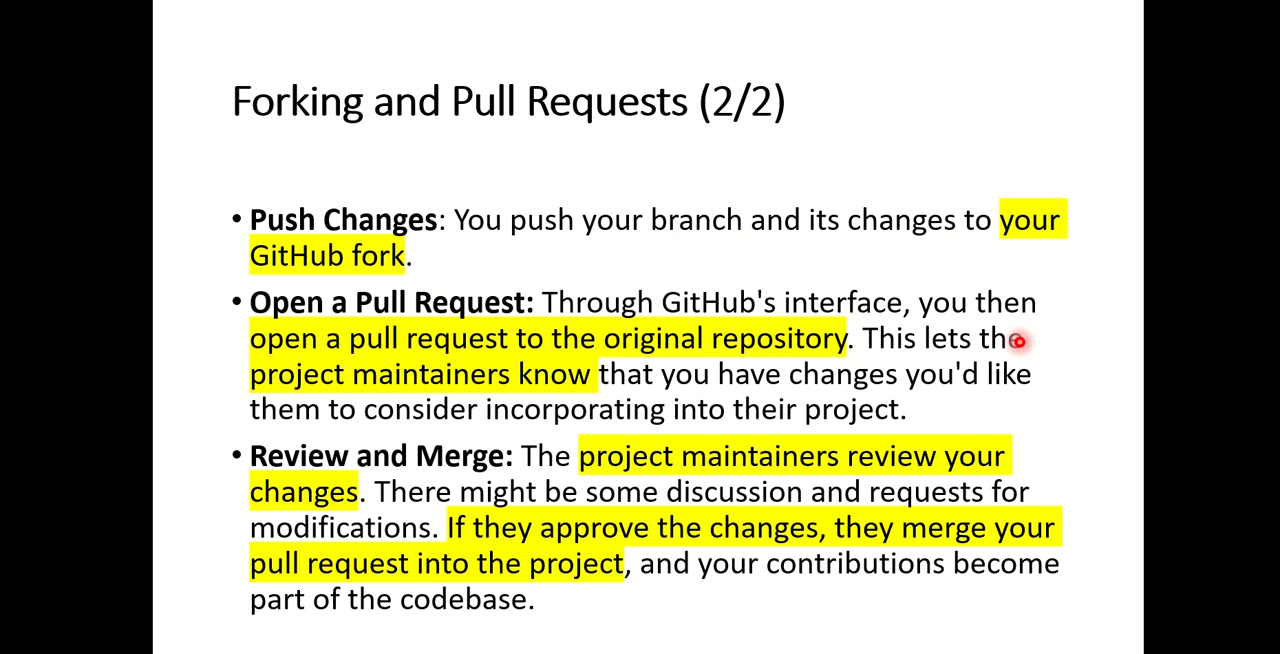 Forking and Pull Requests (2/2)
• Push Changes: You push your branch and its changes to your
GitHub fork.
• Open a Pull Request: Through GitHub's interface, you then
open a pull request to the original repository. This lets the
project maintainers know that you have changes you'd like
them to consider incorporating into their project.
• Review and Merge: The project maintainers review your
changes. There might be some discussion and requests for
modifications. If they approve the changes, they merge your
pull request into the project, and your contributions become
part of the codebase.